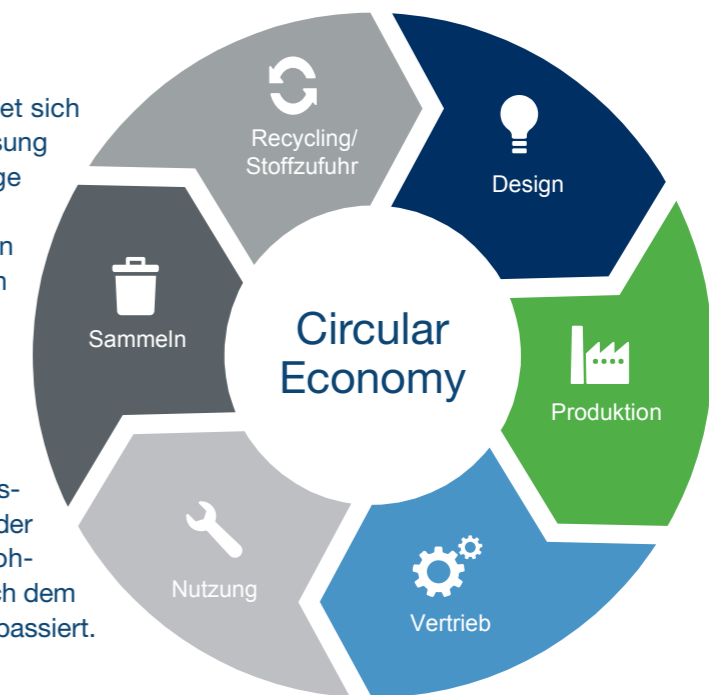 et sich
sung
ge
n
n
s-
der
oh-
ch dem
passiert.
Circular
Economy
Design
Produktion
Vertrieb
Nutzung
Sammeln
Recycling/
Stoffzufuhr